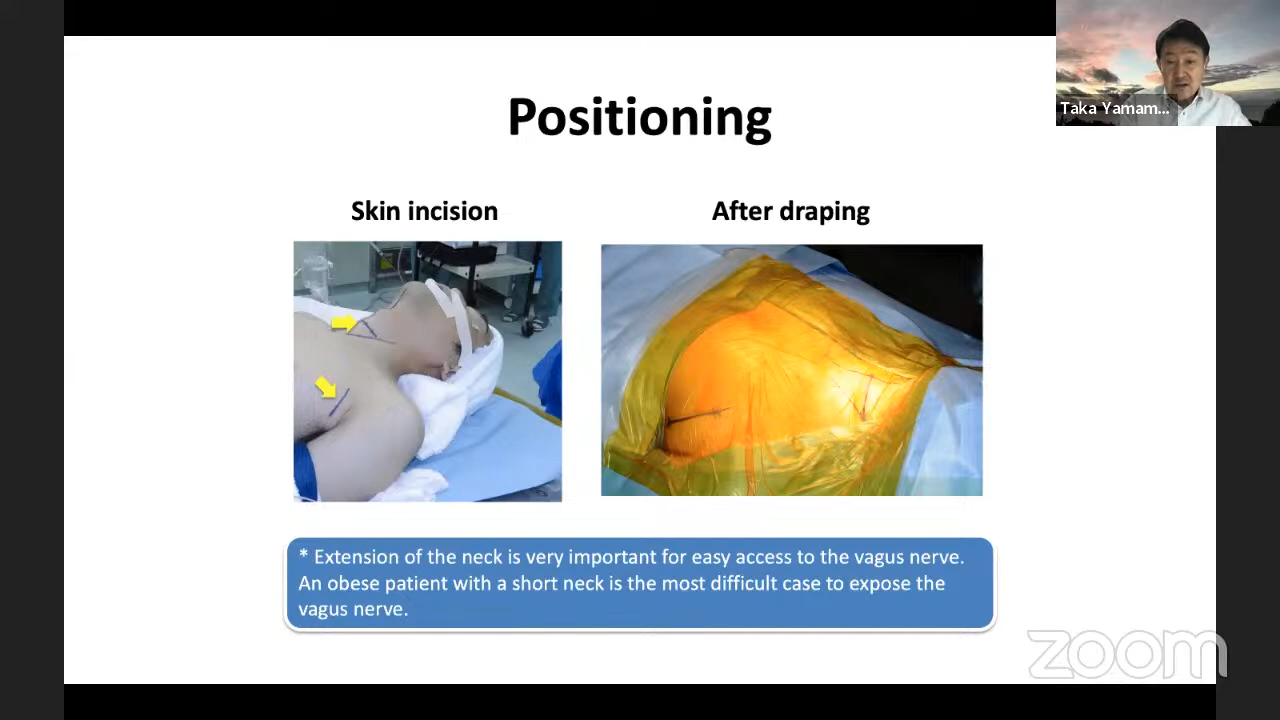 Taka Yamam...
Positioning
Skin incision
After draping
* Extension of the neck is very important for easy access to the vagus nerve.
An obese patient with a short neck is the most difficult case to expose the
vagus nerve.
zoom